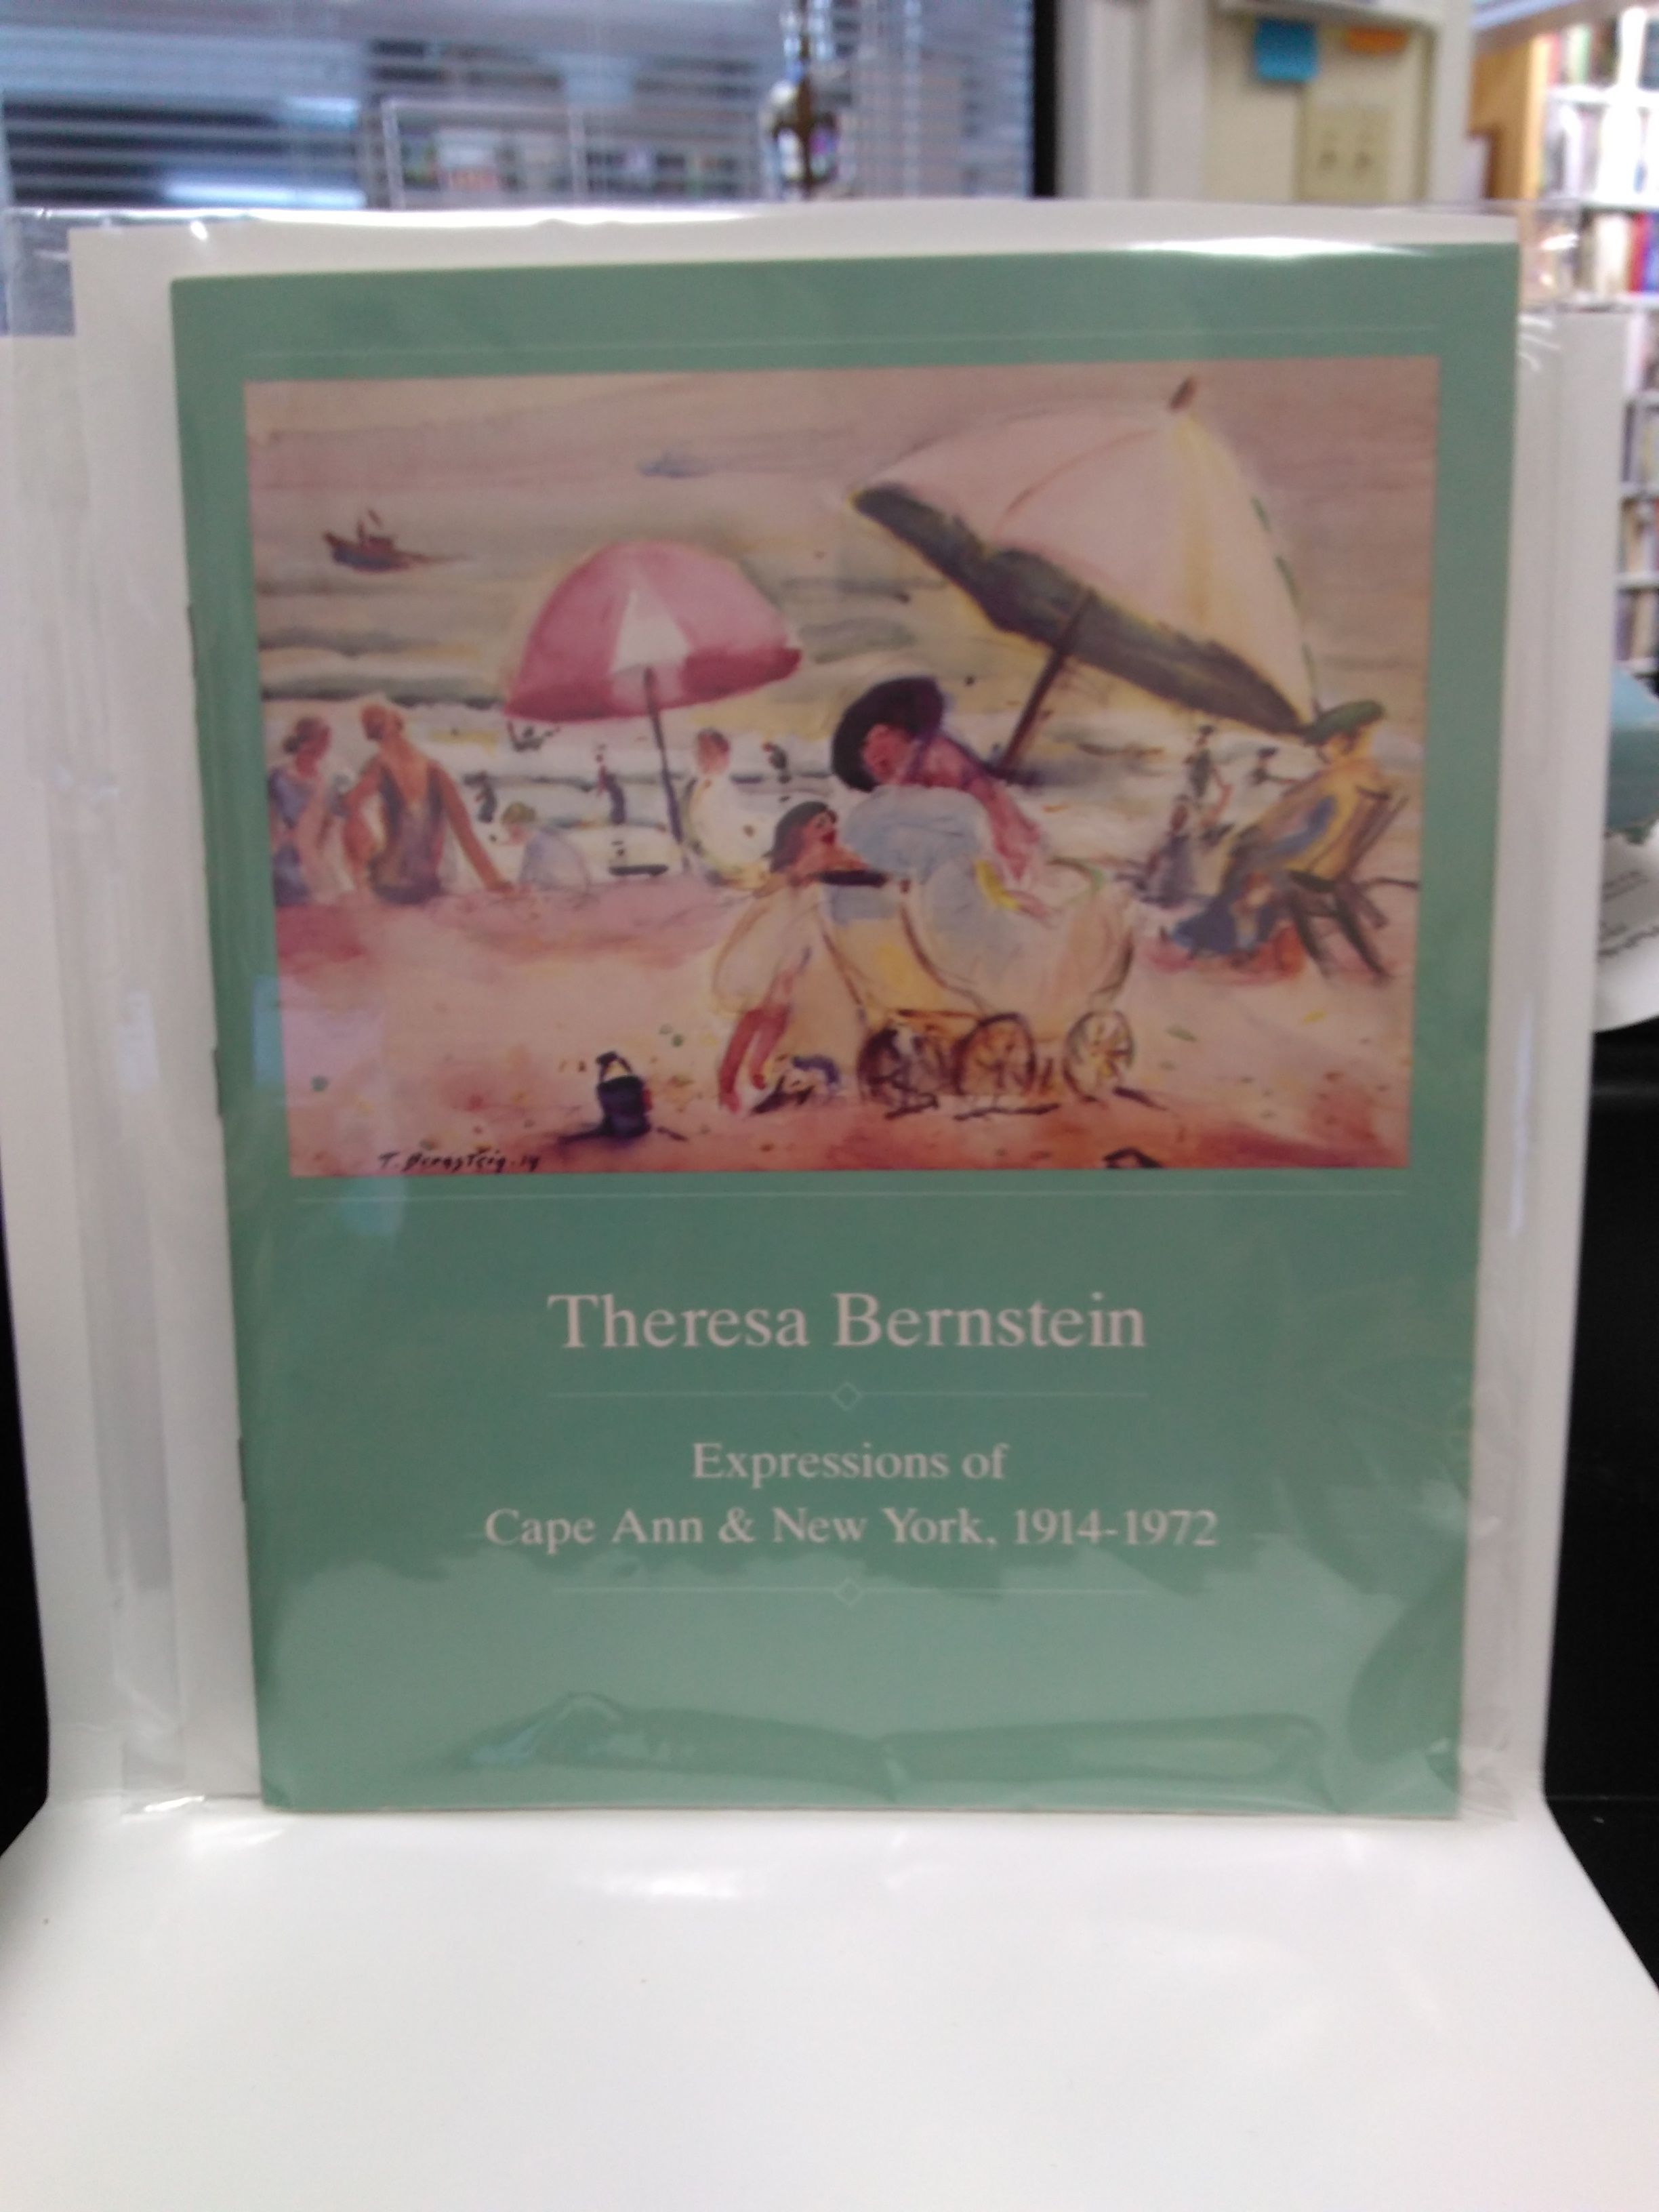 T. Bernstein. 14
Theresa Bernstein
Expressions of
Cape Ann & New York, 1914-1972